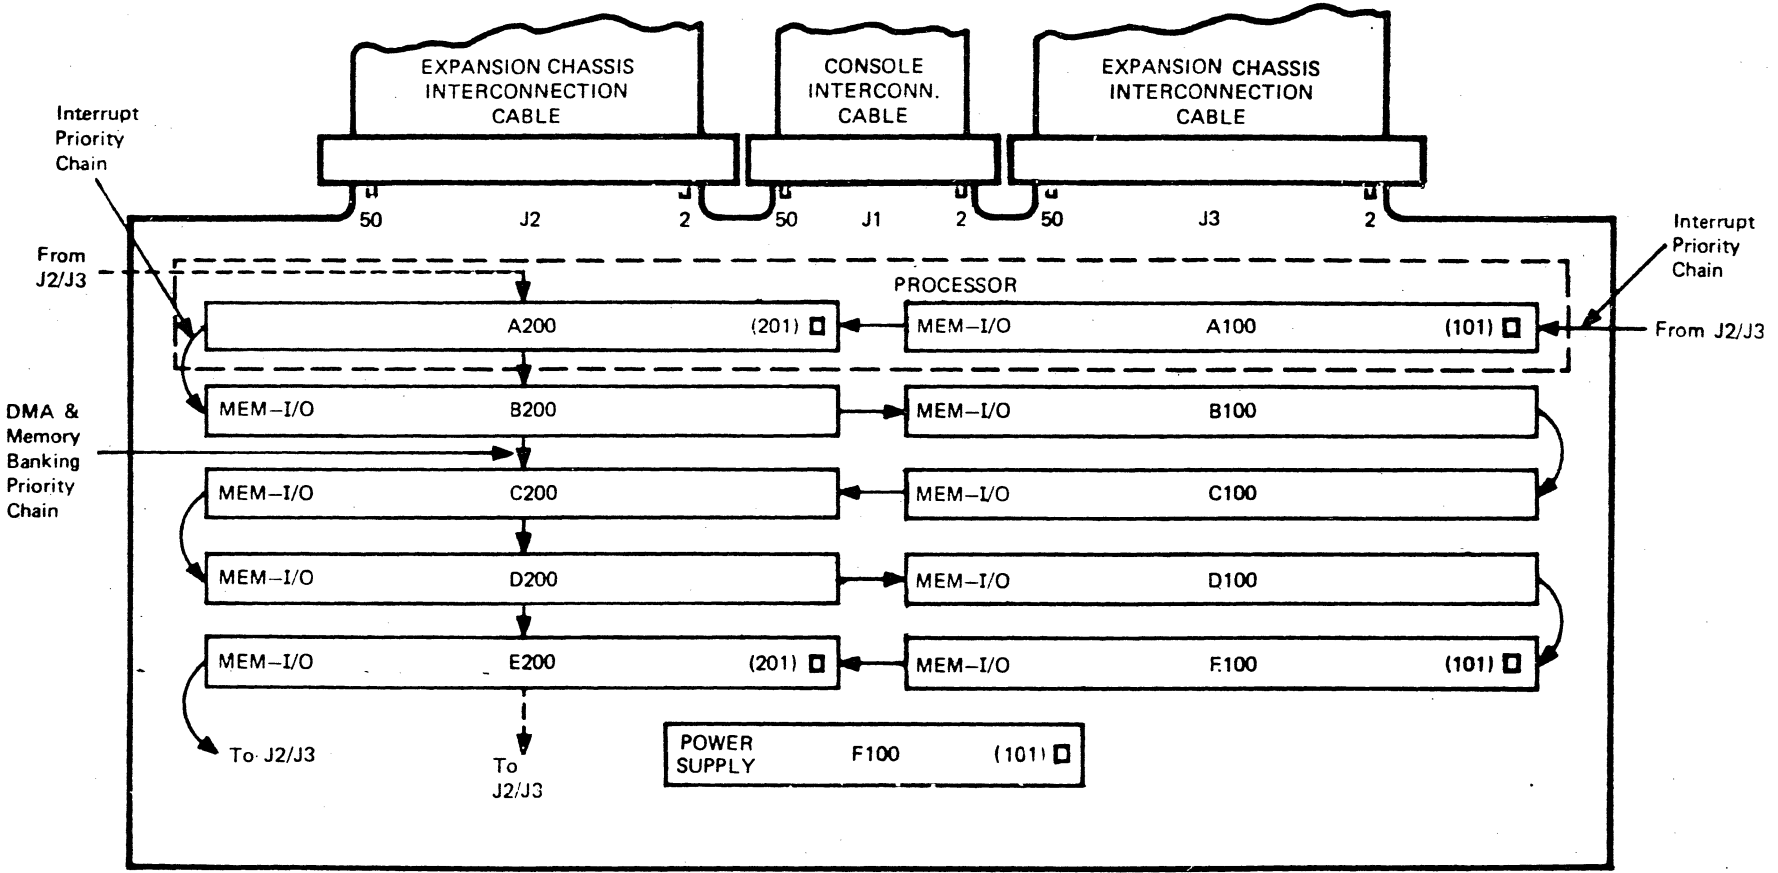 EXPANSION CHASSIS
INTERCONNECTION
CABLE
CONSOLE
INTERCONN.
CABLE
EXPANSION CHASSIS
INTERCONNECTION
CABLE
Interrupt
Priority
Chain
50 J2 2
50 J1 2
50 J3 2
Interrupt
Priority
Chain
From
J2/J3
PROCESSOR
A200 (201)
MEM-I/O A100 (101)
From J2/J3
DMA &
Memory
Banking
Priority
Chain
MEM-I/O B200
MEM-I/O B100
MEM-I/O C200
MEM-I/O C100
MEM-I/O D200
MEM-I/O D100
MEM-I/O E200 (201)
MEM-I/O E100 (101)
To J2/J3
To
J2/J3
POWER
SUPPLY
F100 (101)